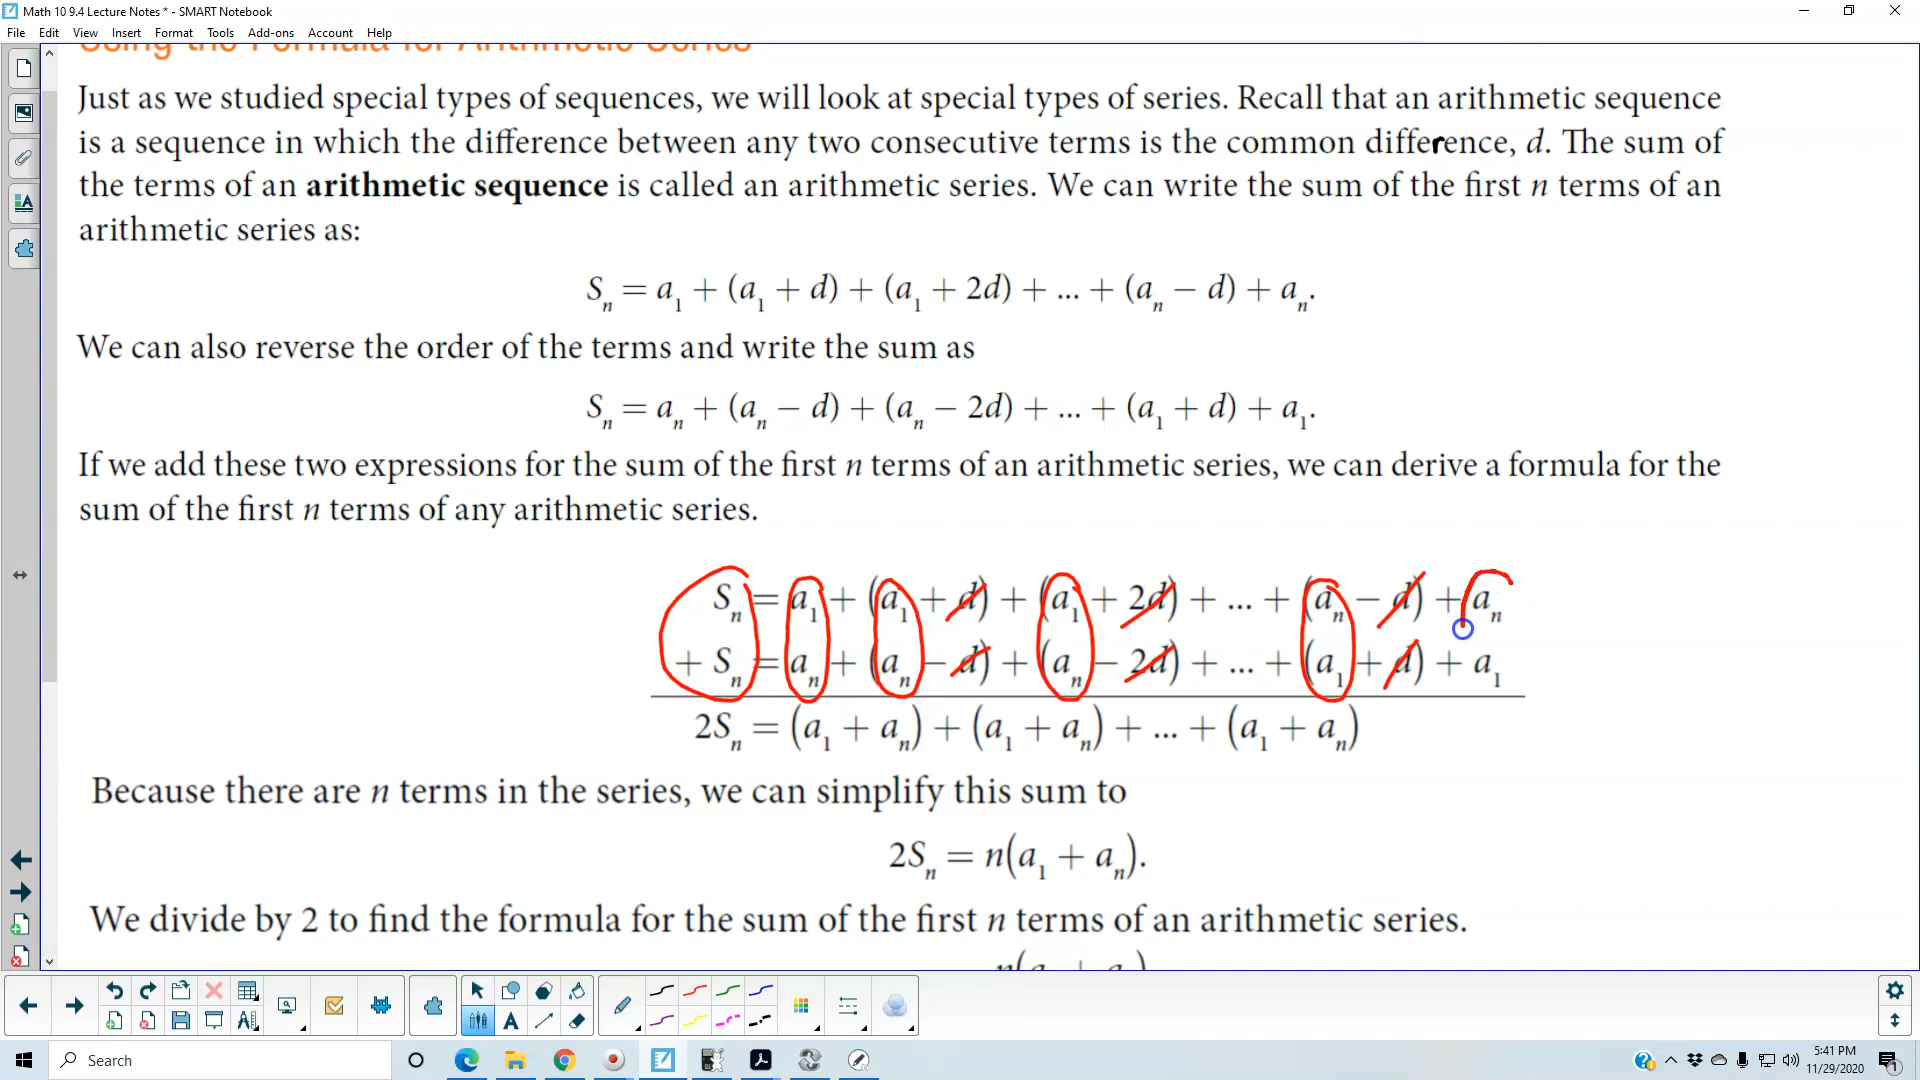 Math 10 9.4 Lecture Notes * - SMART Notebook
File Edit View Insert Format Tools Add-ons Account Help
Using the Formula for Arithmetic Series
Just as we studied special types of sequences, we will look at special types of series. Recall that an arithmetic sequence
is a sequence in which the difference between any two consecutive terms is the common difference, d. The sum of
the terms of an arithmetic sequence is called an arithmetic series. We can write the sum of the first n terms of an
arithmetic series as:
Sₙ = a₁ + (a₁ + d) + (a₁ + 2d) + ... + (aₙ − d) + aₙ.
We can also reverse the order of the terms and write the sum as
Sₙ = aₙ + (aₙ − d) + (aₙ − 2d) + ... + (a₁ + d) + a₁.
If we add these two expressions for the sum of the first n terms of an arithmetic series, we can derive a formula for the
sum of the first n terms of any arithmetic series.
Sₙ = a₁ + (a₁ + d) + (a₁ + 2d) + ... + (aₙ − d) + aₙ
+ Sₙ = aₙ + (aₙ − d) + (aₙ − 2d) + ... + (a₁ + d) + a₁
2Sₙ = (a₁ + aₙ) + (a₁ + aₙ) + ... + (a₁ + aₙ)
Because there are n terms in the series, we can simplify this sum to
2Sₙ = n(a₁ + aₙ).
We divide by 2 to find the formula for the sum of the first n terms of an arithmetic series.
n(a₁ + aₙ)
Search
5:41 PM
11/29/2020